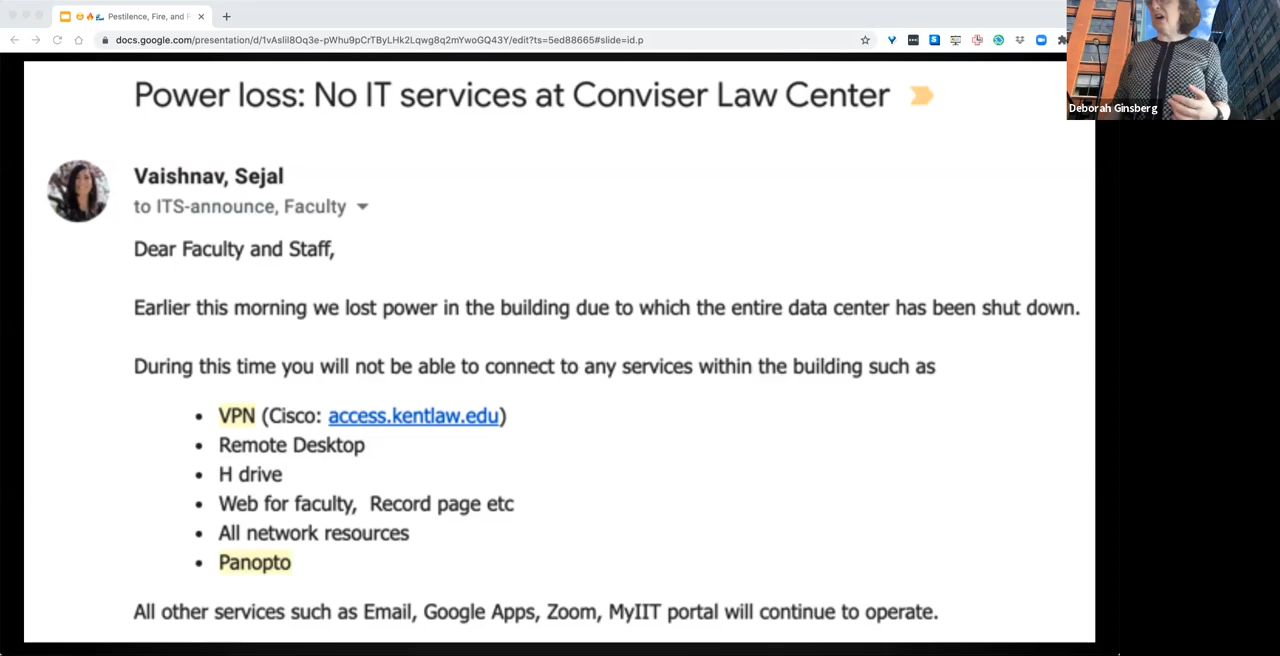 Pestilence, Fire, and F
docs.google.com/presentation/d/1vAslil8Oq3e-pWhu9pCrTByLHk2Lqwg8q2mYwoGQ43Y/edit?ts=5ed88665#slide=id.p
Deborah Ginsberg
Power loss: No IT services at Conviser Law Center
Vaishnav, Sejal
to ITS-announce, Faculty
Dear Faculty and Staff,
Earlier this morning we lost power in the building due to which the entire data center has been shut down.
During this time you will not be able to connect to any services within the building such as
• VPN (Cisco: access.kentlaw.edu)
• Remote Desktop
• H drive
• Web for faculty, Record page etc
• All network resources
• Panopto
All other services such as Email, Google Apps, Zoom, MyIIT portal will continue to operate.